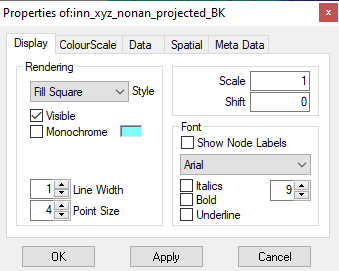 Properties of:inn_xyz_nonan_projected_BK
Display ColourScale Data Spatial Meta Data
Rendering
Fill Square Style
Visible
Monochrome
1 Line Width
4 Point Size
Scale 1
Shift 0
Font
Show Node Labels
Arial
Italics 9
Bold
Underline
OK Apply Cancel